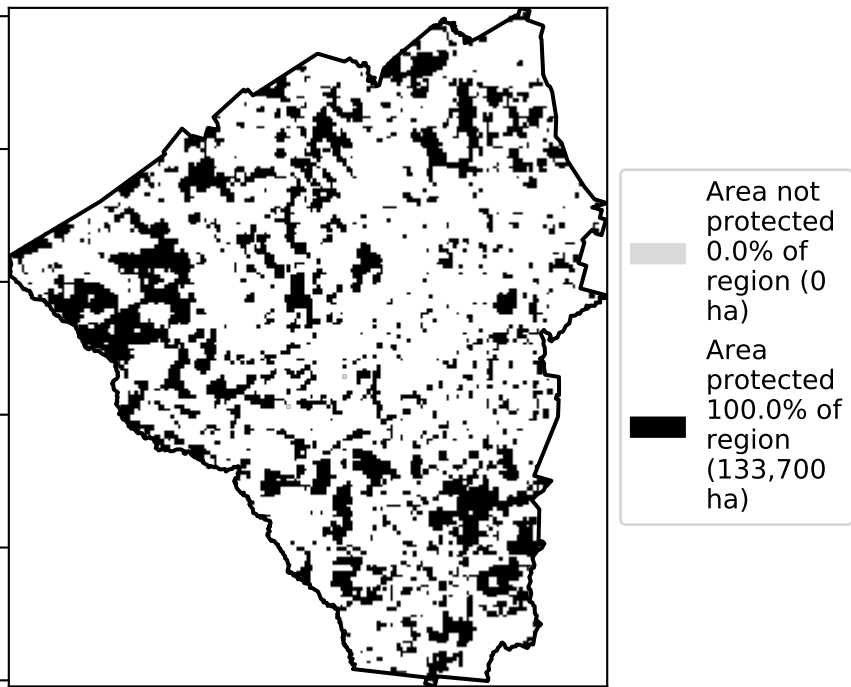 Area not
protected
0.0% of
region (0
ha)
Area
protected
100.0% of
region
(133,700
ha)